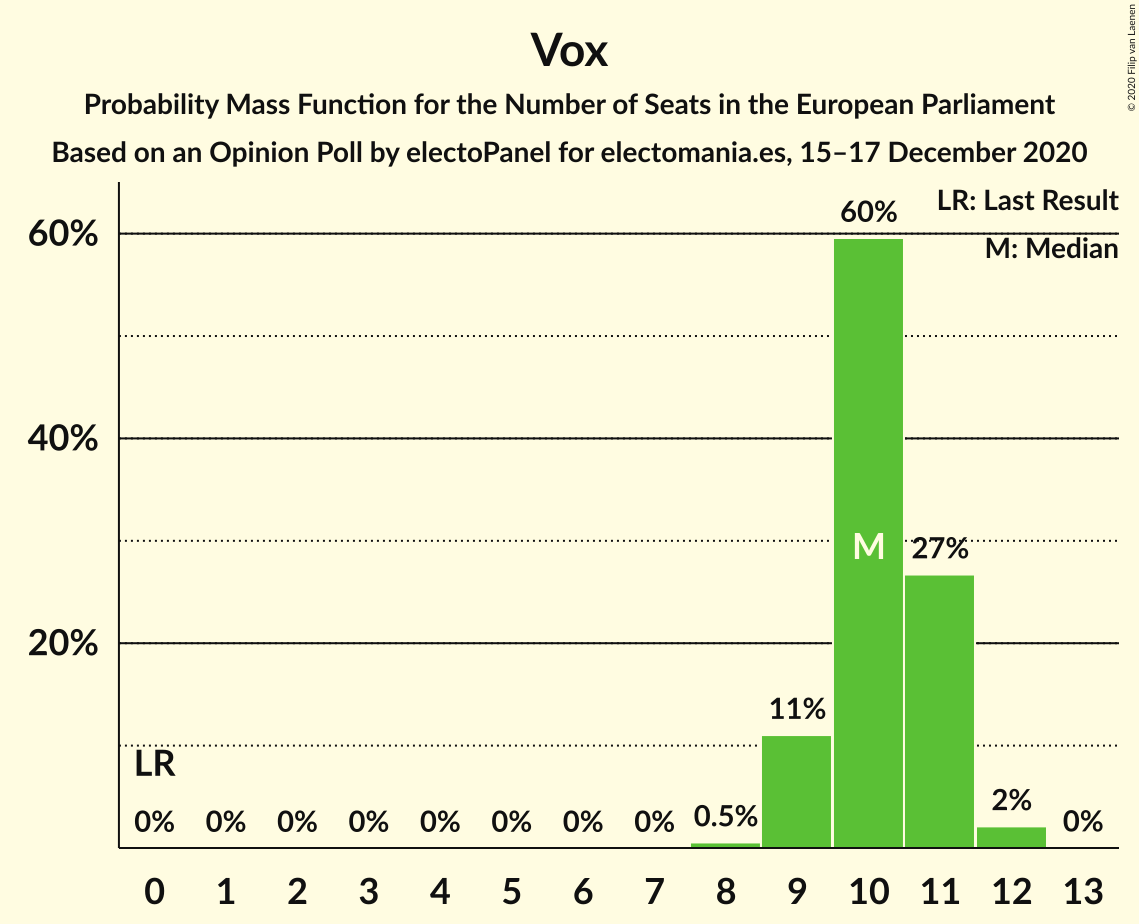 Vox
Probability Mass Function for the Number of Seats in the European Parliament
Based on an Opinion Poll by electoPanel for electomania.es, 15–17 December 2020
© 2020 Filip van Laenen
LR: Last Result
M: Median
60%
40%
20%
60%
M
27%
11%
LR
0% 0% 0% 0% 0% 0% 0% 0% 0.5% 2% 0%
0 1 2 3 4 5 6 7 8 9 10 11 12 13